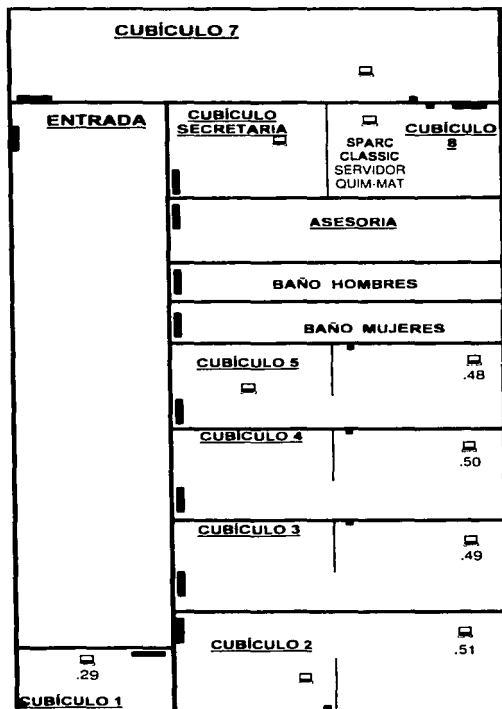 CUBÍCULO 7
ENTRADA
CUBÍCULO
SECRETARIA
SPARC
CLASSIC
SERVIDOR
QUIM-MAT
CUBÍCULO
8
ASESORIA
BAÑO HOMBRES
BAÑO MUJERES
CUBÍCULO 5
.48
CUBÍCULO 4
.50
CUBÍCULO 3
.49
CUBÍCULO 2
.51
.29
CUBÍCULO 1